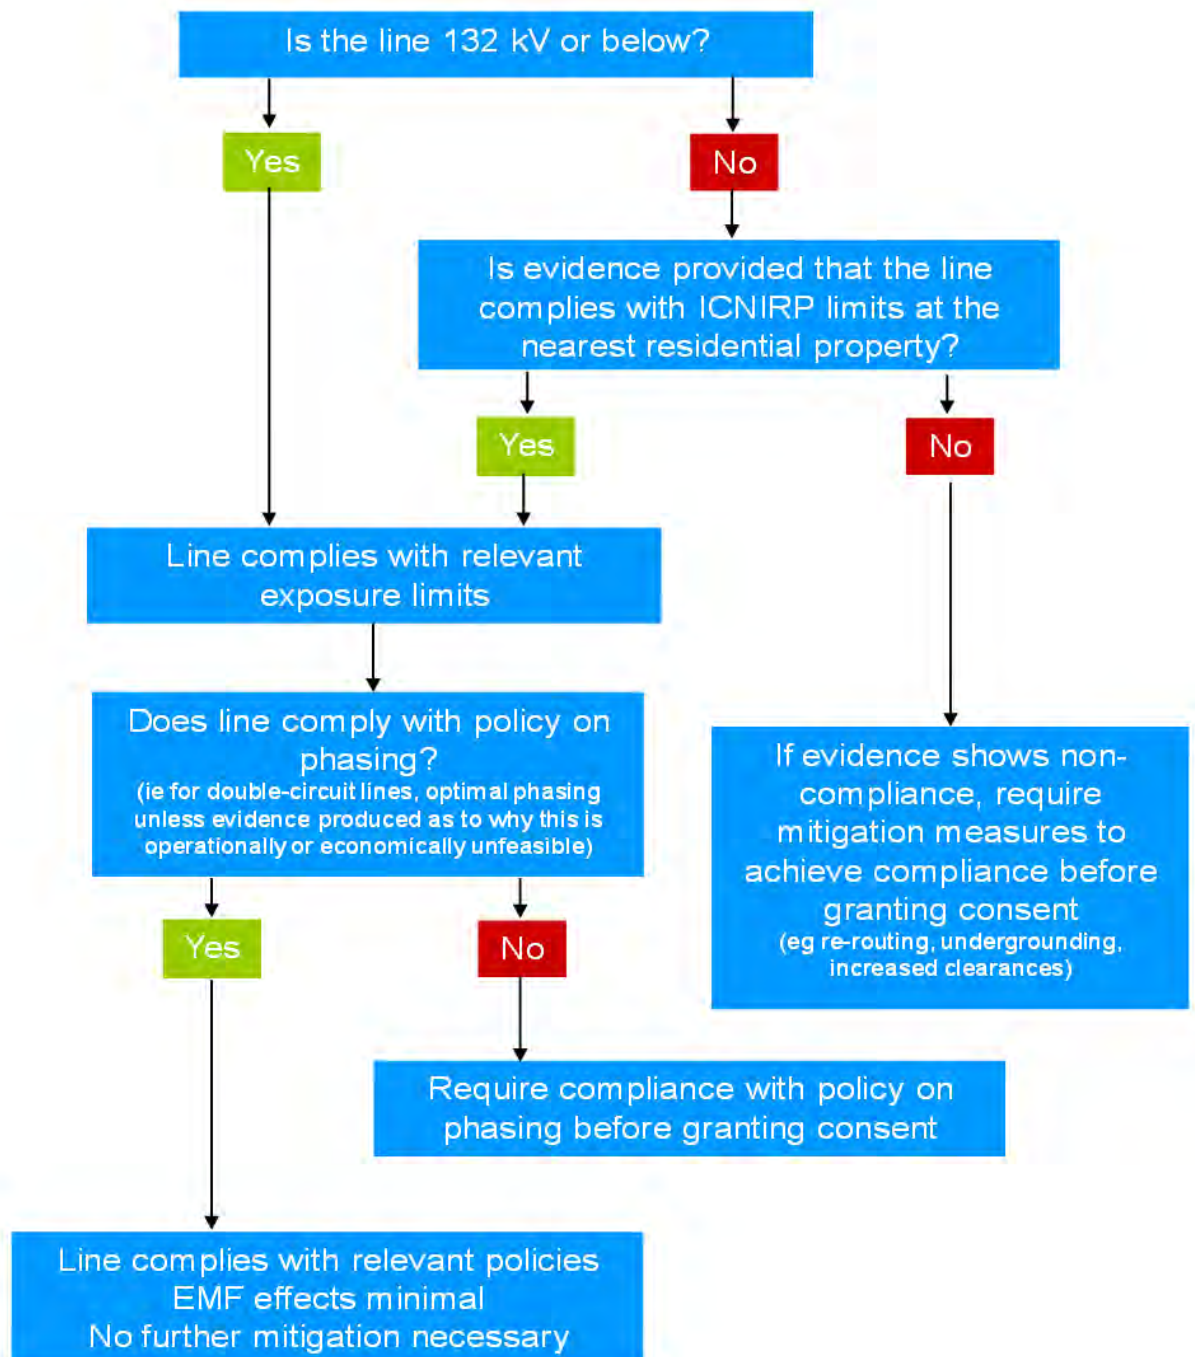 Is the line 132 kV or below?
Yes
No
Is evidence provided that the line
complies with ICNIRP limits at the
nearest residential property?
Yes
No
Line complies with relevant
exposure limits
Does line comply with policy on
phasing?
(ie for double-circuit lines, optimal phasing
unless evidence produced as to why this is
operationally or economically unfeasible)
If evidence shows non-
compliance, require
mitigation measures to
achieve compliance before
granting consent
(eg re-routing, undergrounding,
increased clearances)
Yes
No
Require compliance with policy on
phasing before granting consent
Line complies with relevant policies
EMF effects minimal
No further mitigation necessary